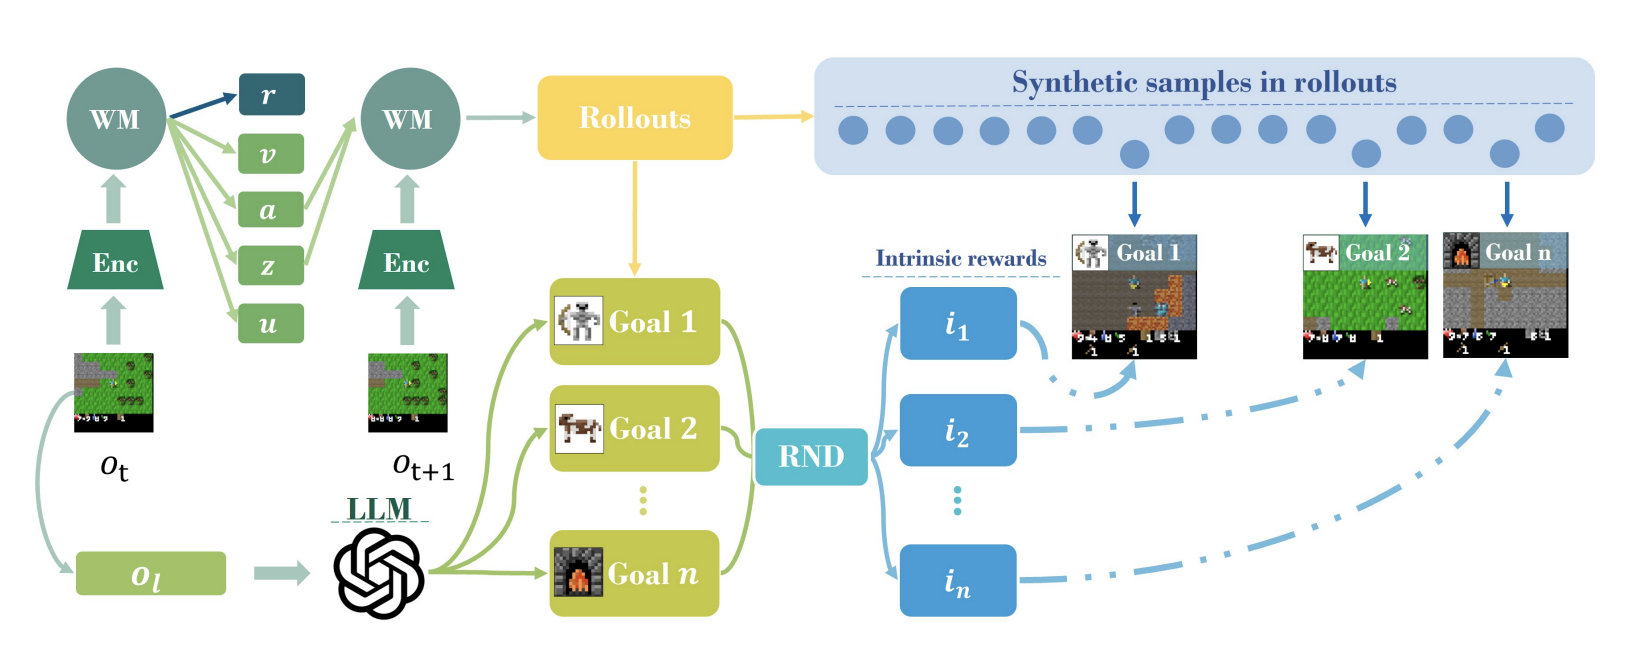 WM
r
v
a
z
u
WM
Rollouts
Synthetic samples in rollouts
Enc
Enc
o_t
o_{t+1}
o_l
LLM
Goal 1
Goal 2
Goal n
RND
Intrinsic rewards
i_1
i_2
i_n
Goal 1
Goal 2
Goal n